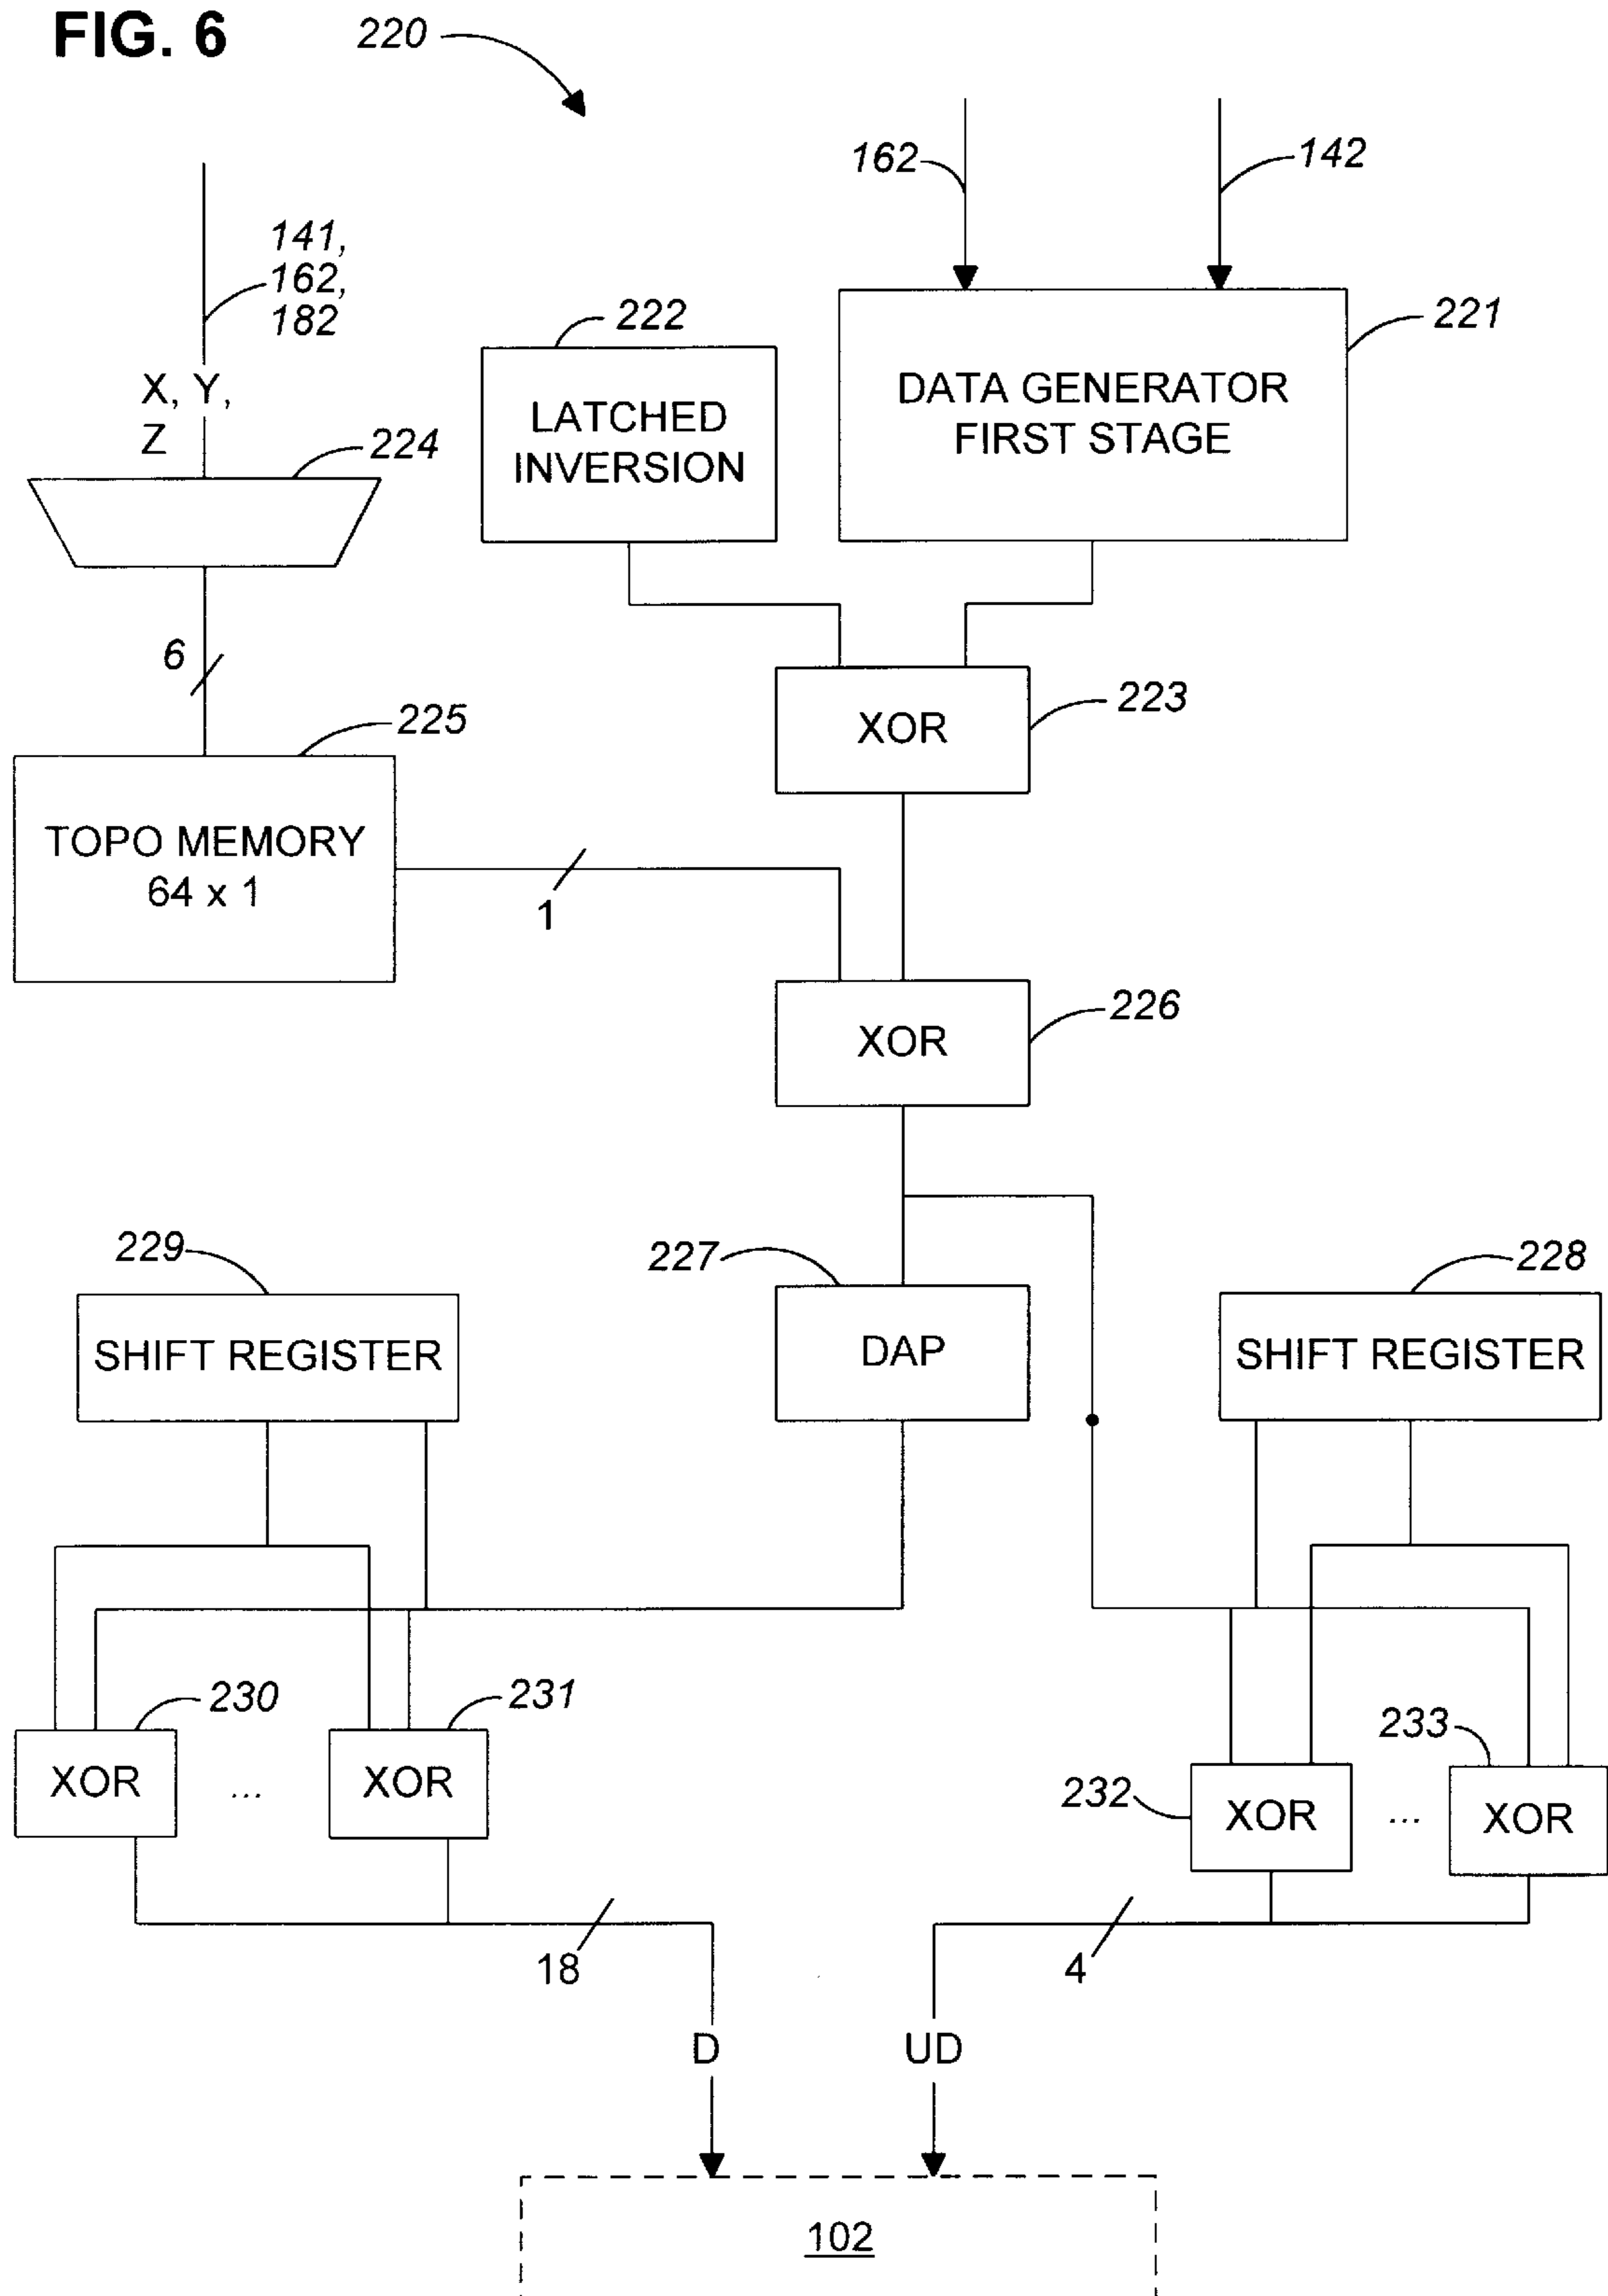 FIG. 6
220
162
142
141,
162,
182
222
221
X, Y,
Z
224
LATCHED
INVERSION
DATA GENERATOR
FIRST STAGE
6
225
223
XOR
TOPO MEMORY
64 x 1
1
226
XOR
229
227
228
SHIFT REGISTER
DAP
SHIFT REGISTER
230
231
233
XOR
...
XOR
232
XOR
...
XOR
18
4
D
UD
102